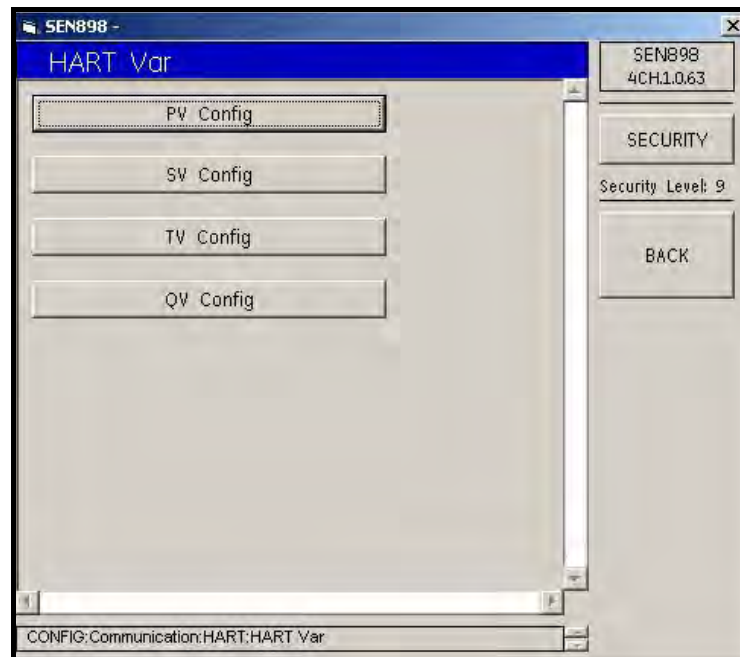 SEN898 -
HART Var
PV Config
SV Config
TV Config
QV Config
SEN898
4CH.1.0.63
SECURITY
Security Level: 9
BACK
CONFIG:Communication:HART:HART Var